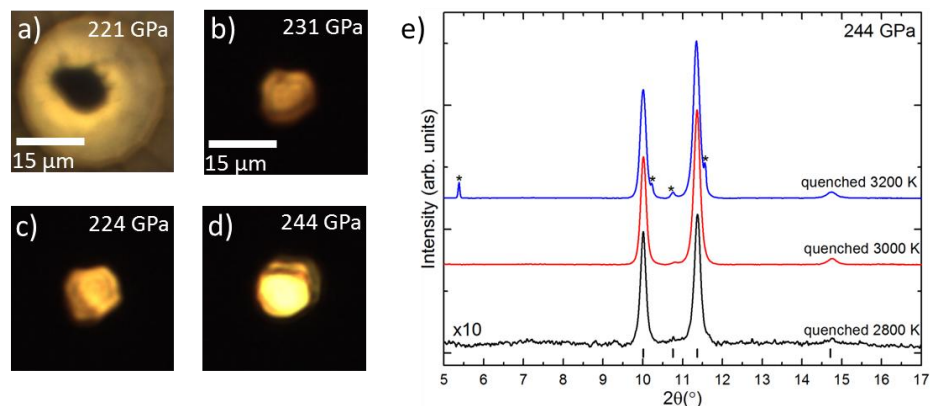 a) 221 GPa
15 µm
b) 231 GPa
15 µm
c) 224 GPa
d) 244 GPa
e) 244 GPa
Intensity (arb. units)
* * * *
quenched 3200 K
quenched 3000 K
x10
quenched 2800 K
5 6 7 8 9 10 11 12 13 14 15 16 17
2θ(°)